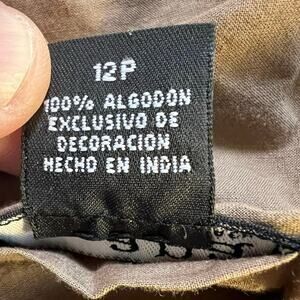 12P
100% ALGODON
EXCLUSIVO DE
DECORACION
HECHO EN INDIA